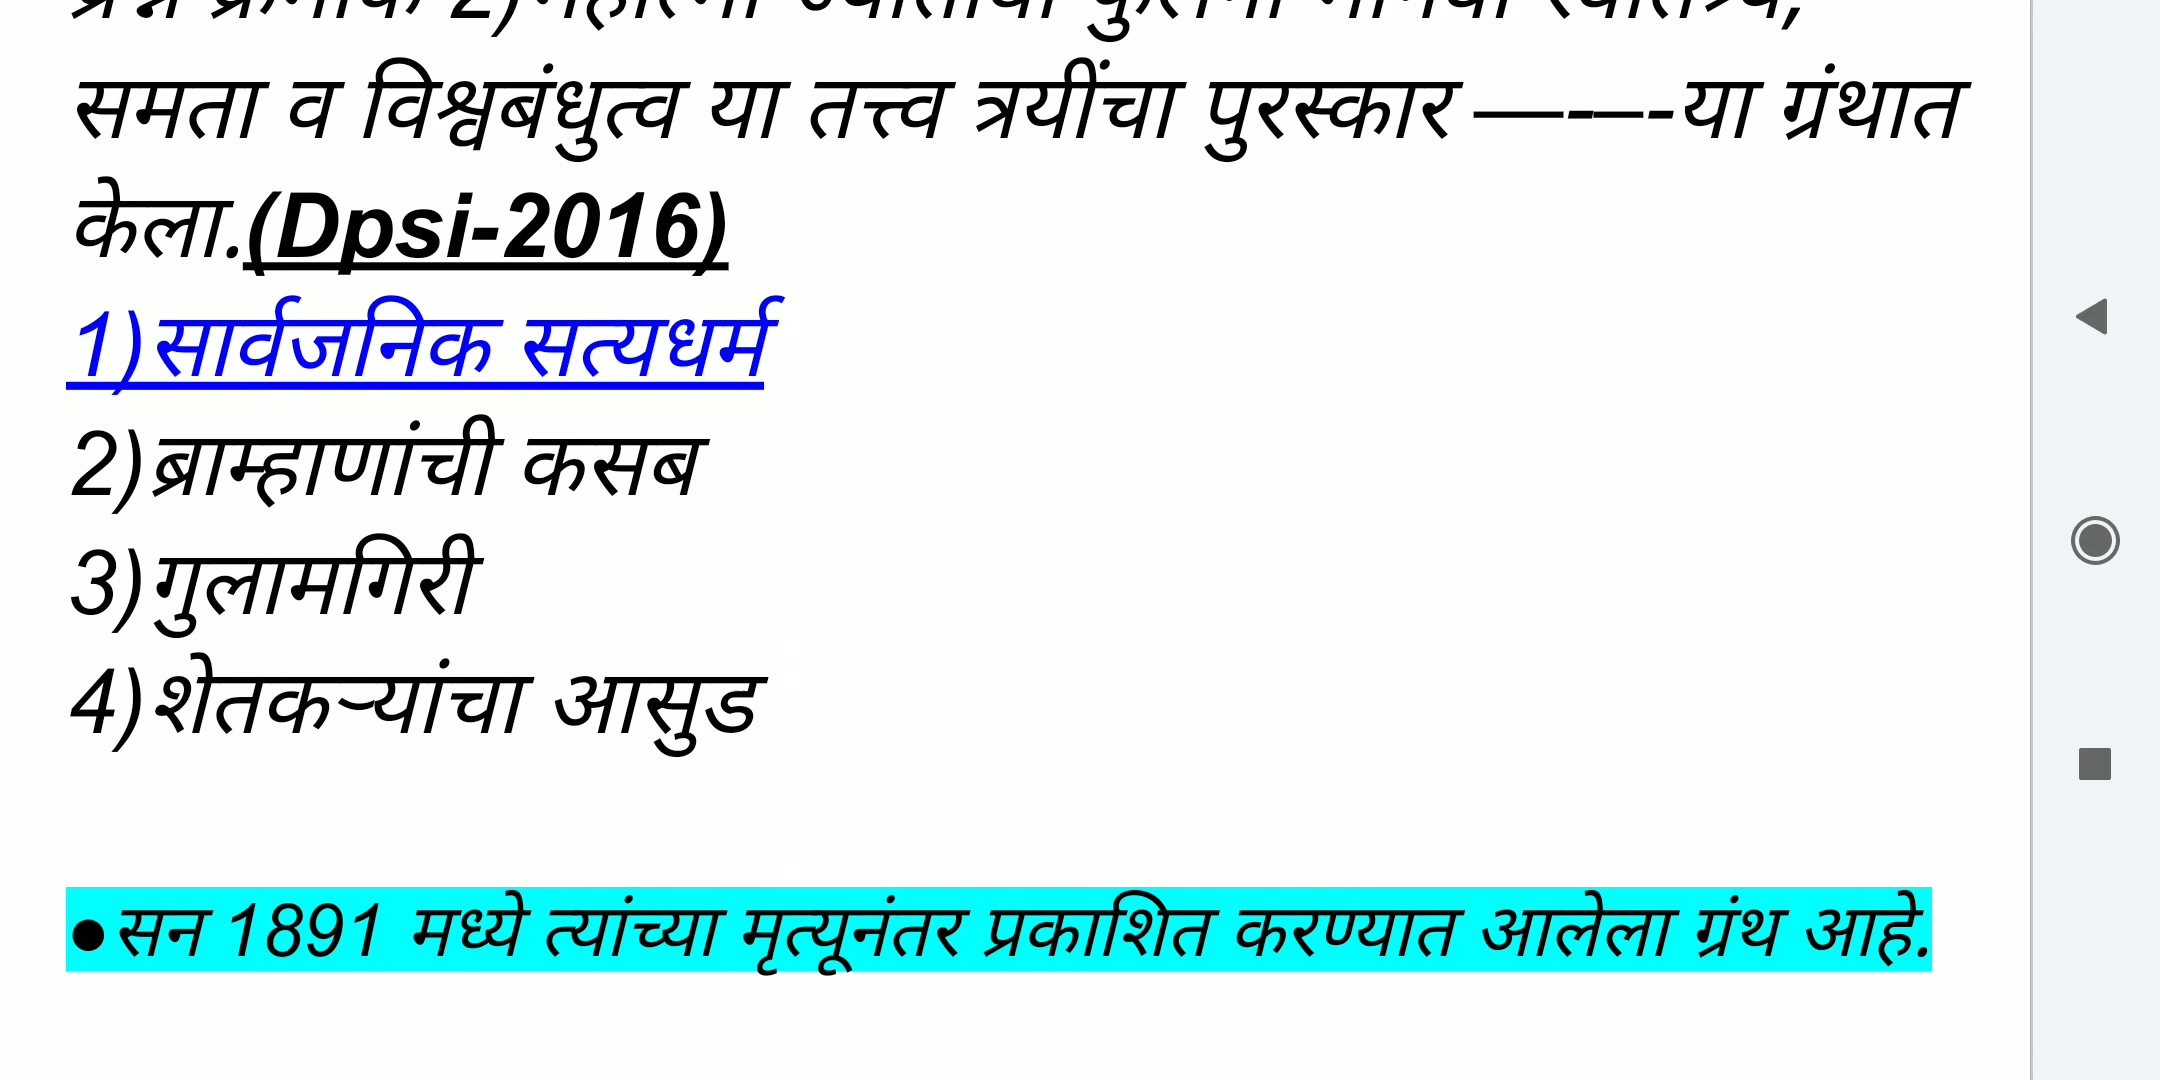 समता व विश्वबंधुत्व या तत्त्व त्रयींचा पुरस्कार —-–-या ग्रंथात
केला.(Dpsi-2016)
1)सार्वजनिक सत्यधर्म
2)ब्राम्हाणांची कसब
3)गुलामगिरी
4)शेतकऱ्यांचा आसुड
●सन 1891 मध्ये त्यांच्या मृत्यूनंतर प्रकाशित करण्यात आलेला ग्रंथ आहे.